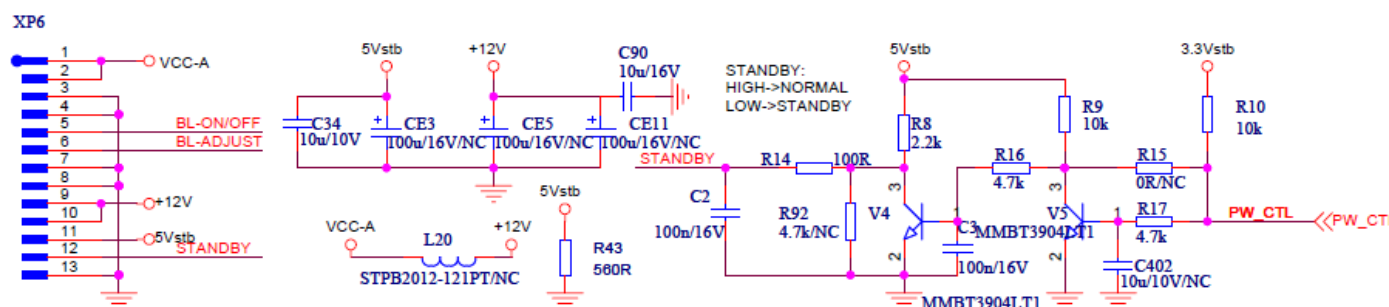 XP6
1
2
3
4
5
6
7
8
9
10
11
12
13
VCC-A
BL-ON/OFF
BL-ADJUST
+12V
5Vstb
STANDBY
5Vstb
+12V
C90
10u/16V
C34
10u/10V
CE3
100u/16V/NC
CE5
100u/16V/NC
CE11
100u/16V/NC
VCC-A
L20
+12V
STPB2012-121PT/NC
5Vstb
R43
560R
STANDBY:
HIGH->NORMAL
LOW->STANDBY
5Vstb
3.3Vstb
R8
2.2k
R9
10k
R10
10k
STANDBY
R14
100R
R16
4.7k
R15
0R/NC
C2
100n/16V
R92
4.7k/NC
3
V4
1
2
MMBT3904LT1
C3
100n/16V
3
V5
1
2
MMBT3904LT1
R17
4.7k
C402
10u/10V/NC
PW_CTL